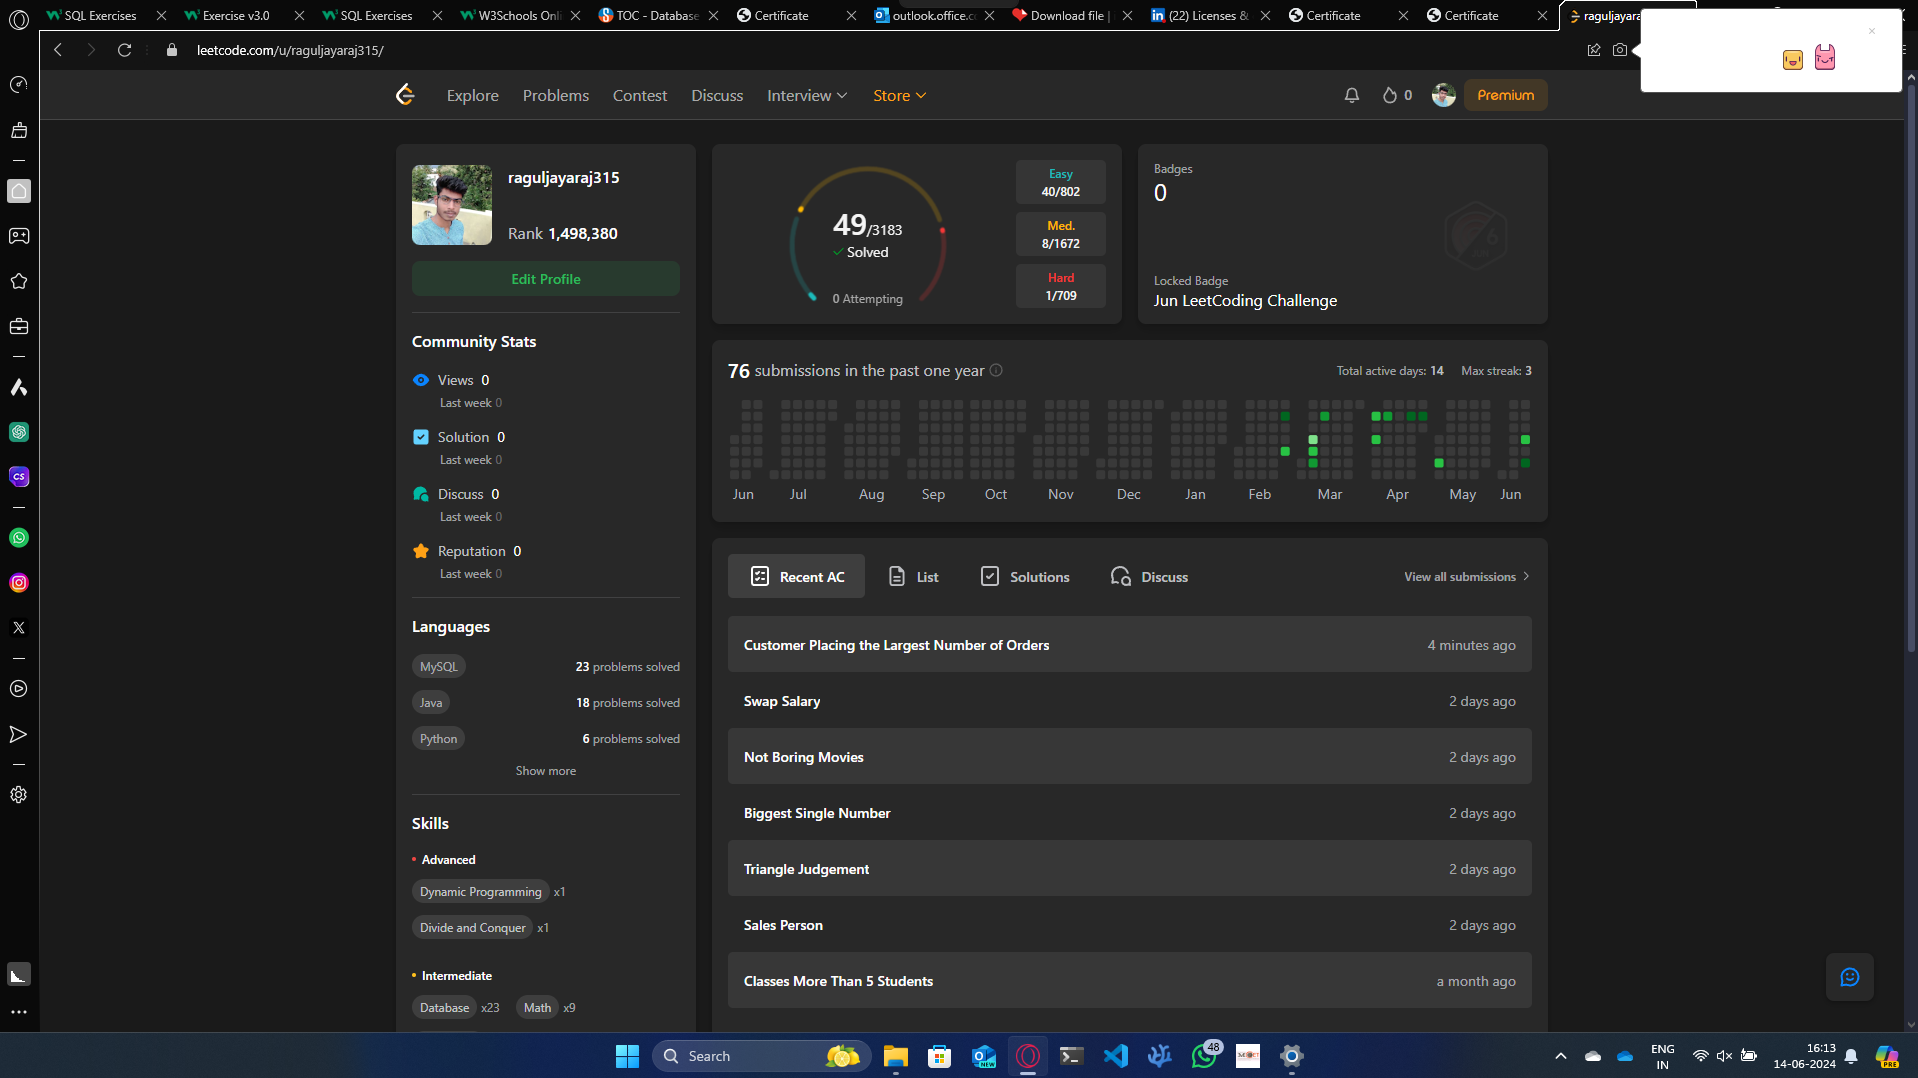 SQL Exercises
Exercise v3.0
SQL Exercises
W3Schools Onl
TOC - Database
Certificate
outlook.office.co
Download file |
(22) Licenses &
Certificate
Certificate
raguljayara
leetcode.com/u/raguljayaraj315/
Explore
Problems
Contest
Discuss
Interview
Store
0
Premium
raguljayaraj315
Rank 1,498,380
Edit Profile
Community Stats
Views 0
Last week 0
Solution 0
Last week 0
Discuss 0
Last week 0
Reputation 0
Last week 0
Languages
MySQL 23 problems solved
Java 18 problems solved
Python 6 problems solved
Show more
Skills
Advanced
Dynamic Programming x1
Divide and Conquer x1
Intermediate
Database x23 Math x9
49/3183
Solved
0 Attempting
Easy
40/802
Med.
8/1672
Hard
1/709
Badges
0
Locked Badge
Jun LeetCoding Challenge
76 submissions in the past one year
Total active days: 14 Max streak: 3
Jun Jul Aug Sep Oct Nov Dec Jan Feb Mar Apr May Jun
Recent AC
List
Solutions
Discuss
View all submissions
Customer Placing the Largest Number of Orders 4 minutes ago
Swap Salary 2 days ago
Not Boring Movies 2 days ago
Biggest Single Number 2 days ago
Triangle Judgement 2 days ago
Sales Person 2 days ago
Classes More Than 5 Students a month ago
CS
Search
NEW
48
ENG
IN
16:13
14-06-2024
PRE